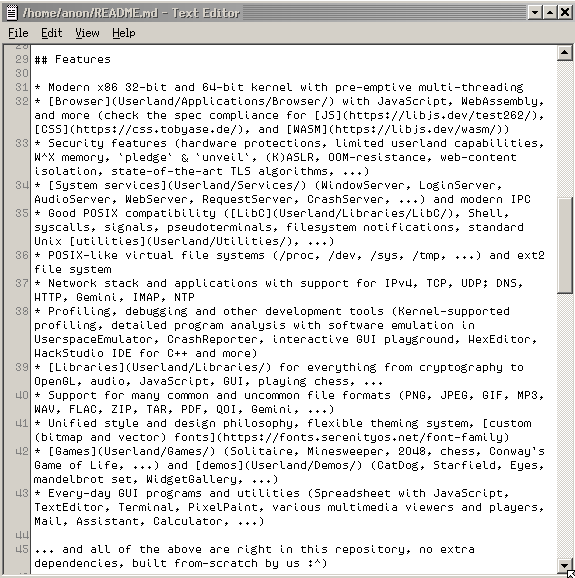 /home/anon/README.md - Text Editor
File Edit View Help
29 ## Features
30
31 * Modern x86 32-bit and 64-bit kernel with pre-emptive multi-threading
32 * [Browser](Userland/Applications/Browser/) with JavaScript, WebAssembly,
and more (check the spec compliance for [JS](https://libjs.dev/test262/),
[CSS](https://css.tobyase.de/), and [WASM](https://libjs.dev/wasm/))
33 * Security features (hardware protections, limited userland capabilities,
W^X memory, `pledge` & `unveil`, (K)ASLR, OOM-resistance, web-content
isolation, state-of-the-art TLS algorithms, ...)
34 * [System services](Userland/Services/) (WindowServer, LoginServer,
AudioServer, WebServer, RequestServer, CrashServer, ...) and modern IPC
35 * Good POSIX compatibility ([LibC](Userland/Libraries/LibC/), Shell,
syscalls, signals, pseudoterminals, filesystem notifications, standard
Unix [utilities](Userland/Utilities/), ...)
36 * POSIX-like virtual file systems (/proc, /dev, /sys, /tmp, ...) and ext2
file system
37 * Network stack and applications with support for IPv4, TCP, UDP; DNS,
HTTP, Gemini, IMAP, NTP
38 * Profiling, debugging and other development tools (Kernel-supported
profiling, detailed program analysis with software emulation in
UserspaceEmulator, CrashReporter, interactive GUI playground, HexEditor,
HackStudio IDE for C++ and more)
39 * [Libraries](Userland/Libraries/) for everything from cryptography to
OpenGL, audio, JavaScript, GUI, playing chess, ...
40 * Support for many common and uncommon file formats (PNG, JPEG, GIF, MP3,
WAV, FLAC, ZIP, TAR, PDF, QOI, Gemini, ...)
41 * Unified style and design philosophy, flexible theming system, [custom
(bitmap and vector) fonts](https://fonts.serenityos.net/font-family)
42 * [Games](Userland/Games/) (Solitaire, Minesweeper, 2048, chess, Conway's
Game of Life, ...) and [demos](Userland/Demos/) (CatDog, Starfield, Eyes,
mandelbrot set, WidgetGallery, ...)
43 * Every-day GUI programs and utilities (Spreadsheet with JavaScript,
TextEditor, Terminal, PixelPaint, various multimedia viewers and players,
Mail, Assistant, Calculator, ...)
44
45 ... and all of the above are right in this repository, no extra
dependencies, built from-scratch by us :^)